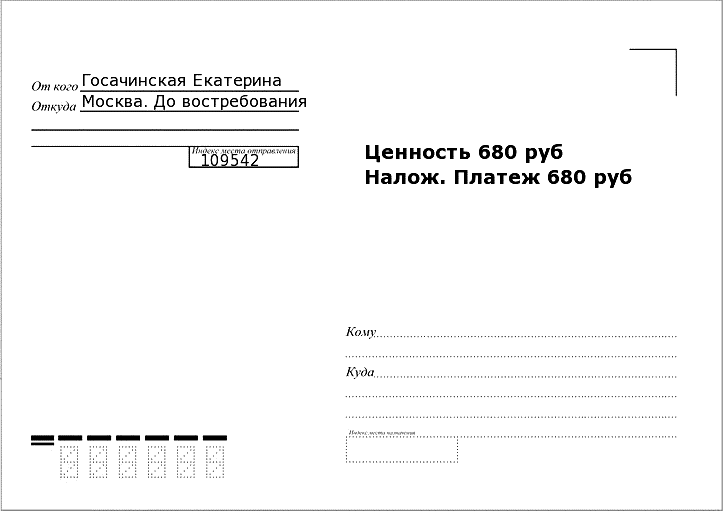 От кого Госачинская Екатерина
Откуда Москва. До востребования
Индекс места отправления
109542
Ценность 680 руб
Налож. Платеж 680 руб
Кому
Куда
Индекс места назначения